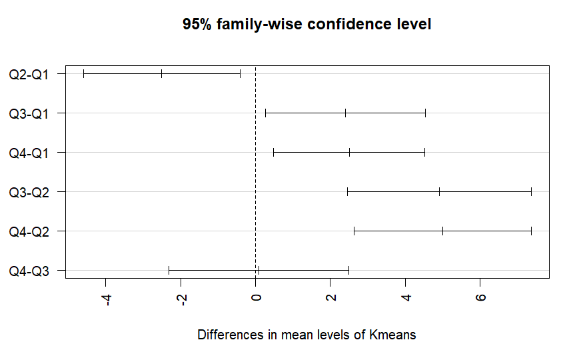 95% family-wise confidence level
Q2-Q1
Q3-Q1
Q4-Q1
Q3-Q2
Q4-Q2
Q4-Q3
-4 -2 0 2 4 6
Differences in mean levels of Kmeans